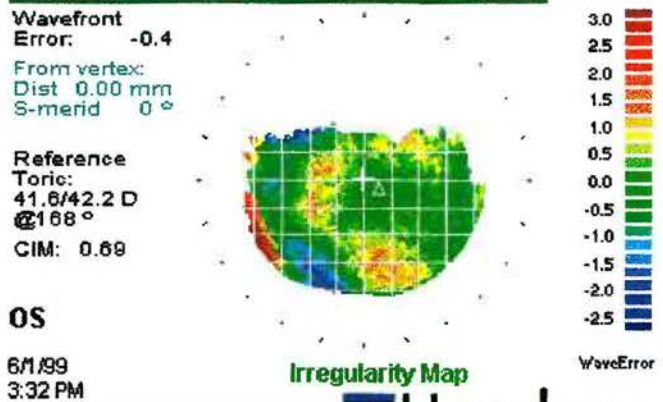 Wavefront
Error: -0.4
From vertex:
Dist 0.00 mm
S-merid 0 °
Reference
Toric:
41.6/42.2 D
@168 °
CIM: 0.69
OS
6/1/99
3:32 PM
Irregularity Map
3.0
2.5
2.0
1.5
1.0
0.5
0.0
-0.5
-1.0
-1.5
-2.0
-2.5
WaveError